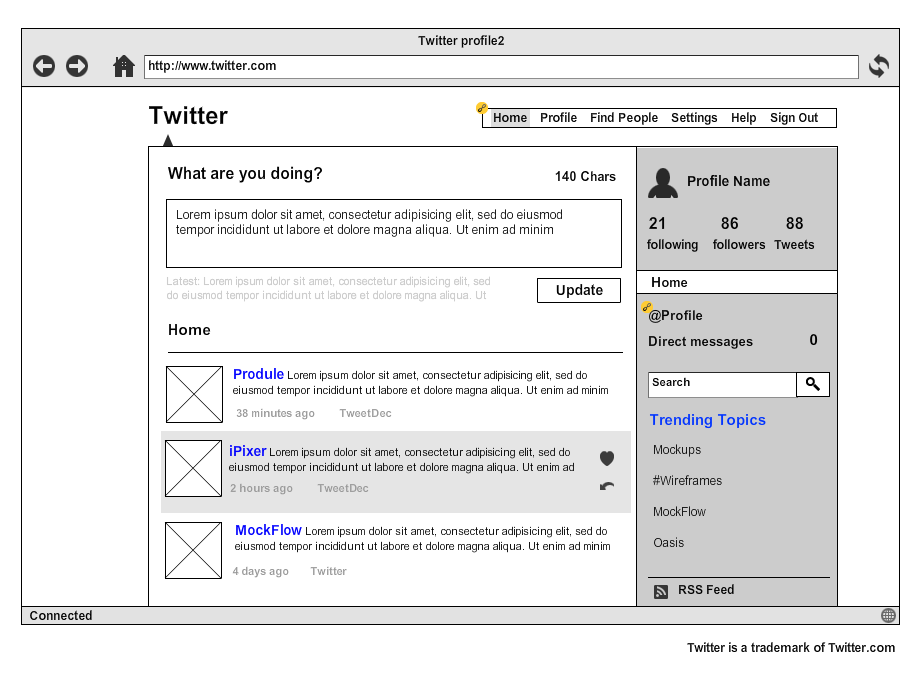 Twitter profile2
http://www.twitter.com
Twitter
Home Profile Find People Settings Help Sign Out
What are you doing?
140 Chars
Lorem ipsum dolor sit amet, consectetur adipisicing elit, sed do eiusmod
tempor incididunt ut labore et dolore magna aliqua. Ut enim ad minim
Latest: Lorem ipsum dolor sit amet, consectetur adipisicing elit, sed
do eiusmod tempor incididunt ut labore et dolore magna aliqua. Ut
Update
Home
Produle Lorem ipsum dolor sit amet, consectetur adipisicing elit, sed do
eiusmod tempor incididunt ut labore et dolore magna aliqua. Ut enim ad minim
38 minutes ago TweetDec
iPixer Lorem ipsum dolor sit amet, consectetur adipisicing elit, sed do
eiusmod tempor incididunt ut labore et dolore magna aliqua. Ut enim ad
2 hours ago TweetDec
MockFlow Lorem ipsum dolor sit amet, consectetur adipisicing elit, sed do
eiusmod tempor incididunt ut labore et dolore magna aliqua. Ut enim ad minim
4 days ago Twitter
Profile Name
21 86 88
following followers Tweets
Home
@Profile
Direct messages 0
Search
Trending Topics
Mockups
#Wireframes
MockFlow
Oasis
RSS Feed
Connected
Twitter is a trademark of Twitter.com